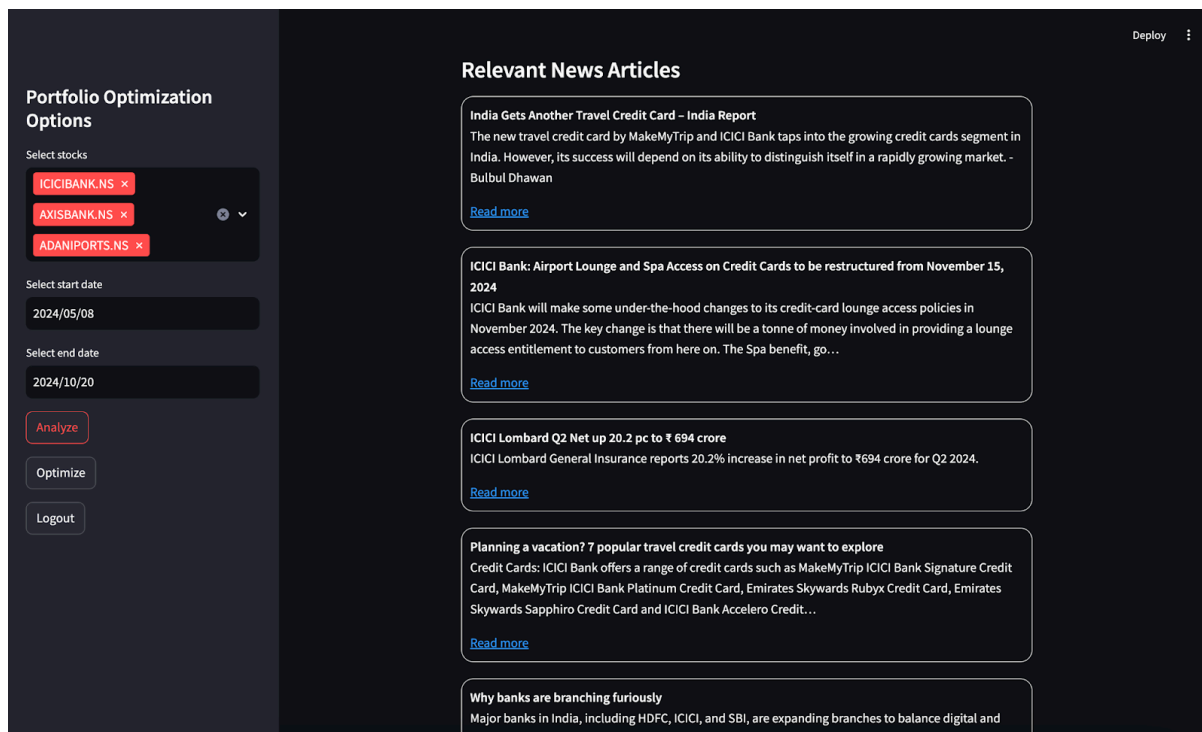 Deploy
Portfolio Optimization
Options
Select stocks
ICICIBANK.NS ×
AXISBANK.NS ×
ADANIPORTS.NS ×
Select start date
2024/05/08
Select end date
2024/10/20
Analyze
Optimize
Logout
Relevant News Articles
India Gets Another Travel Credit Card – India Report
The new travel credit card by MakeMyTrip and ICICI Bank taps into the growing credit cards segment in
India. However, its success will depend on its ability to distinguish itself in a rapidly growing market. -
Bulbul Dhawan
Read more
ICICI Bank: Airport Lounge and Spa Access on Credit Cards to be restructured from November 15,
2024
ICICI Bank will make some under-the-hood changes to its credit-card lounge access policies in
November 2024. The key change is that there will be a tonne of money involved in providing a lounge
access entitlement to customers from here on. The Spa benefit, go…
Read more
ICICI Lombard Q2 Net up 20.2 pc to ₹ 694 crore
ICICI Lombard General Insurance reports 20.2% increase in net profit to ₹694 crore for Q2 2024.
Read more
Planning a vacation? 7 popular travel credit cards you may want to explore
Credit Cards: ICICI Bank offers a range of credit cards such as MakeMyTrip ICICI Bank Signature Credit
Card, MakeMyTrip ICICI Bank Platinum Credit Card, Emirates Skywards Rubyx Credit Card, Emirates
Skywards Sapphiro Credit Card and ICICI Bank Accelero Credit…
Read more
Why banks are branching furiously
Major banks in India, including HDFC, ICICI, and SBI, are expanding branches to balance digital and